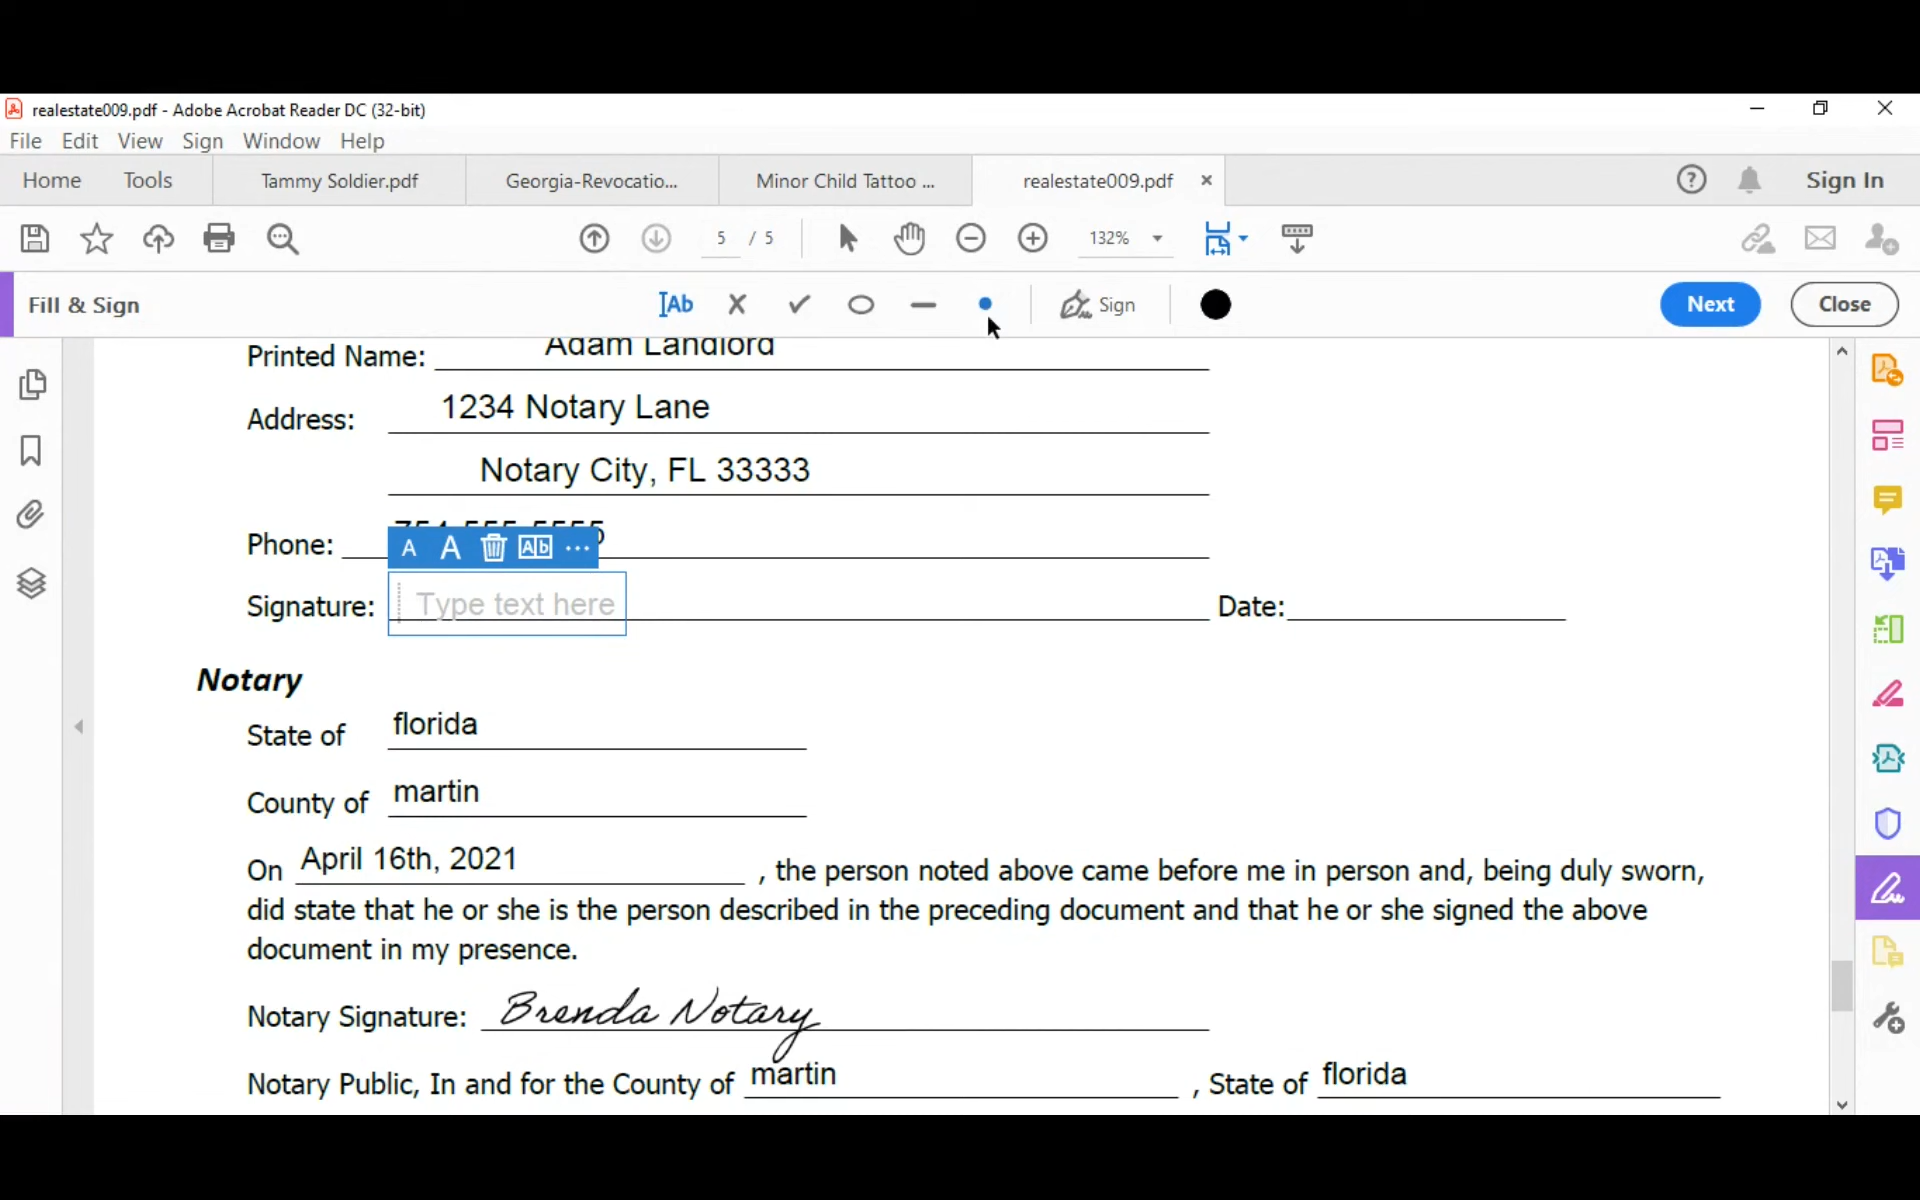 realestate009.pdf - Adobe Acrobat Reader DC (32-bit)
File Edit View Sign Window Help
Home Tools Tammy Soldier.pdf Georgia-Revocatio... Minor Child Tattoo ... realestate009.pdf × Sign In
5 / 5 132%
Fill & Sign Ab Sign Next Close
Printed Name: Adam Landlord
Address: 1234 Notary Lane
Notary City, FL 33333
Phone: 754-555-5555
A A Ab ...
Signature: Type text here Date:
Notary
State of florida
County of martin
On April 16th, 2021 , the person noted above came before me in person and, being duly sworn,
did state that he or she is the person described in the preceding document and that he or she signed the above
document in my presence.
Notary Signature: Brenda Notary
Notary Public, In and for the County of martin , State of florida